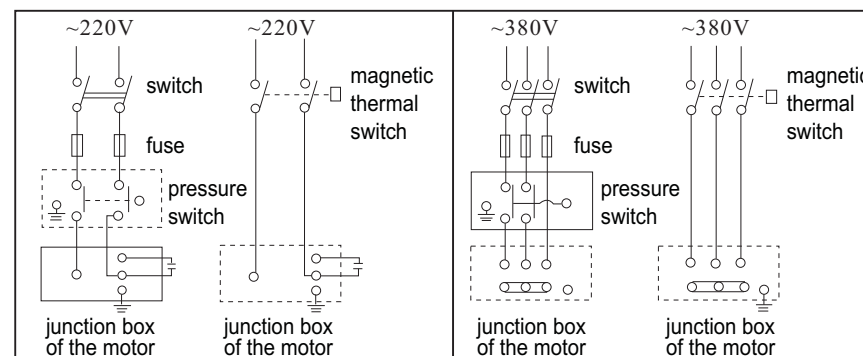 ~220V
~220V
switch
magnetic
thermal
switch
fuse
pressure
switch
junction box
of the motor
junction box
of the motor
~380V
~380V
switch
magnetic
thermal
switch
fuse
pressure
switch
junction box
of the motor
junction box
of the motor